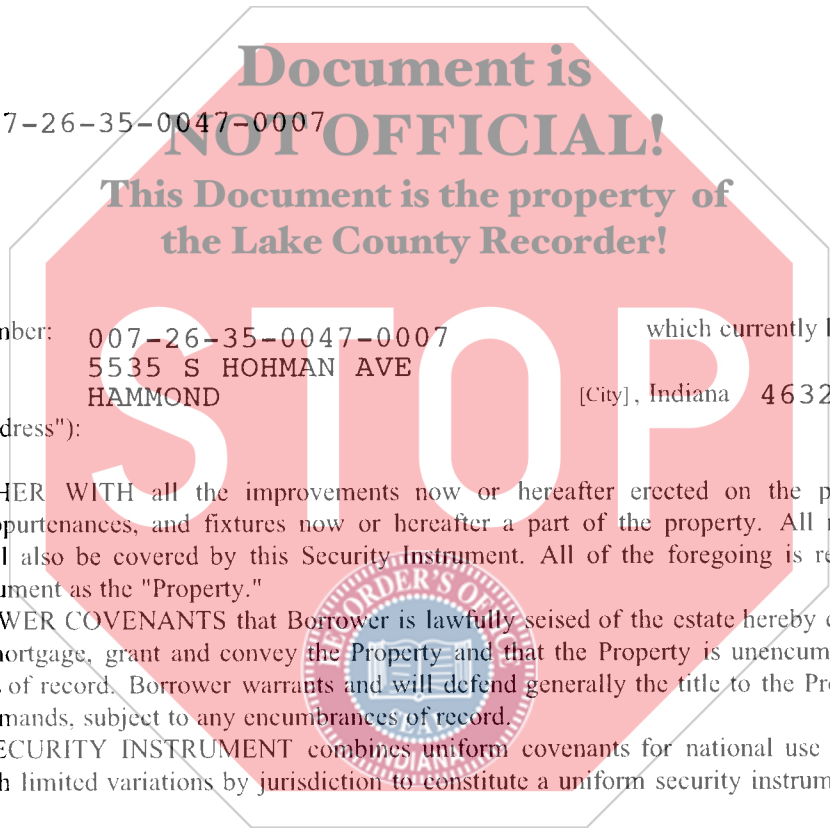 Document is
7-26-35-0047-0007
NOT OFFICIAL!
This Document is the property of
the Lake County Recorder!
STOP
nber: 007-26-35-0047-0007 which currently
5535 S HOHMAN AVE
HAMMOND [City], Indiana 4632
dress"):
HER WITH all the improvements now or hereafter erected on the p
ppurtenances, and fixtures now or hereafter a part of the property. All
l also be covered by this Security Instrument. All of the foregoing is re
ument as the "Property."
WER COVENANTS that Borrower is lawfully seised of the estate hereby
mortgage, grant and convey the Property and that the Property is unencum
s of record. Borrower warrants and will defend generally the title to the Pro
mands, subject to any encumbrances of record.
ECURITY INSTRUMENT combines uniform covenants for national use
h limited variations by jurisdiction to constitute a uniform security instrum
RECORDER'S OFFICE
SEAL
INDIANA